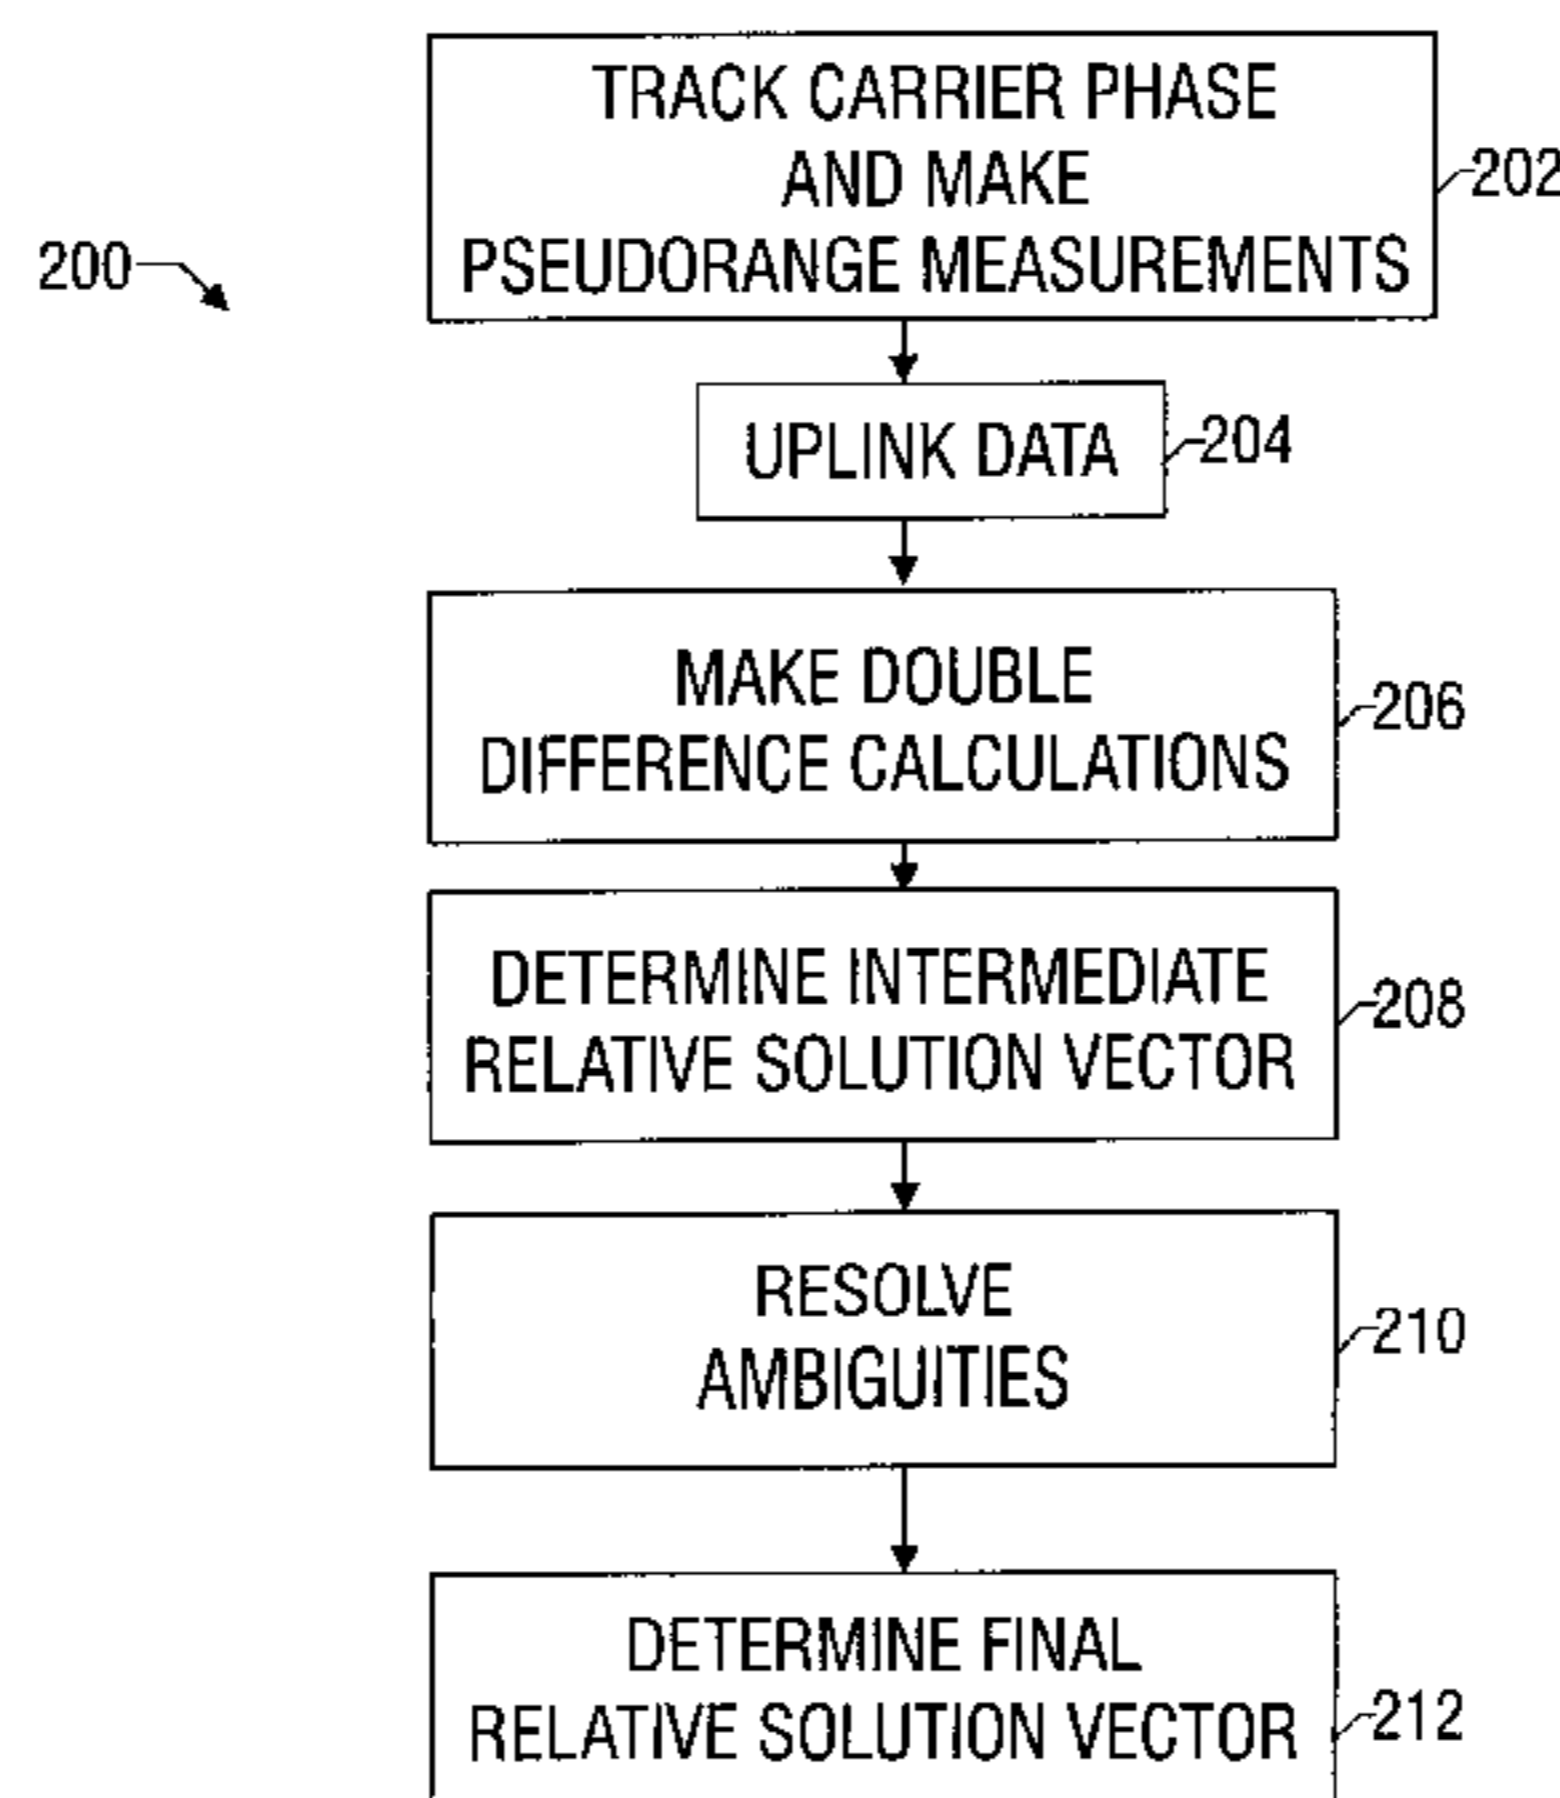 TRACK CARRIER PHASE
AND MAKE
PSEUDORANGE MEASUREMENTS
202
200
UPLINK DATA
204
MAKE DOUBLE
DIFFERENCE CALCULATIONS
206
DETERMINE INTERMEDIATE
RELATIVE SOLUTION VECTOR
208
RESOLVE
AMBIGUITIES
210
DETERMINE FINAL
RELATIVE SOLUTION VECTOR
212